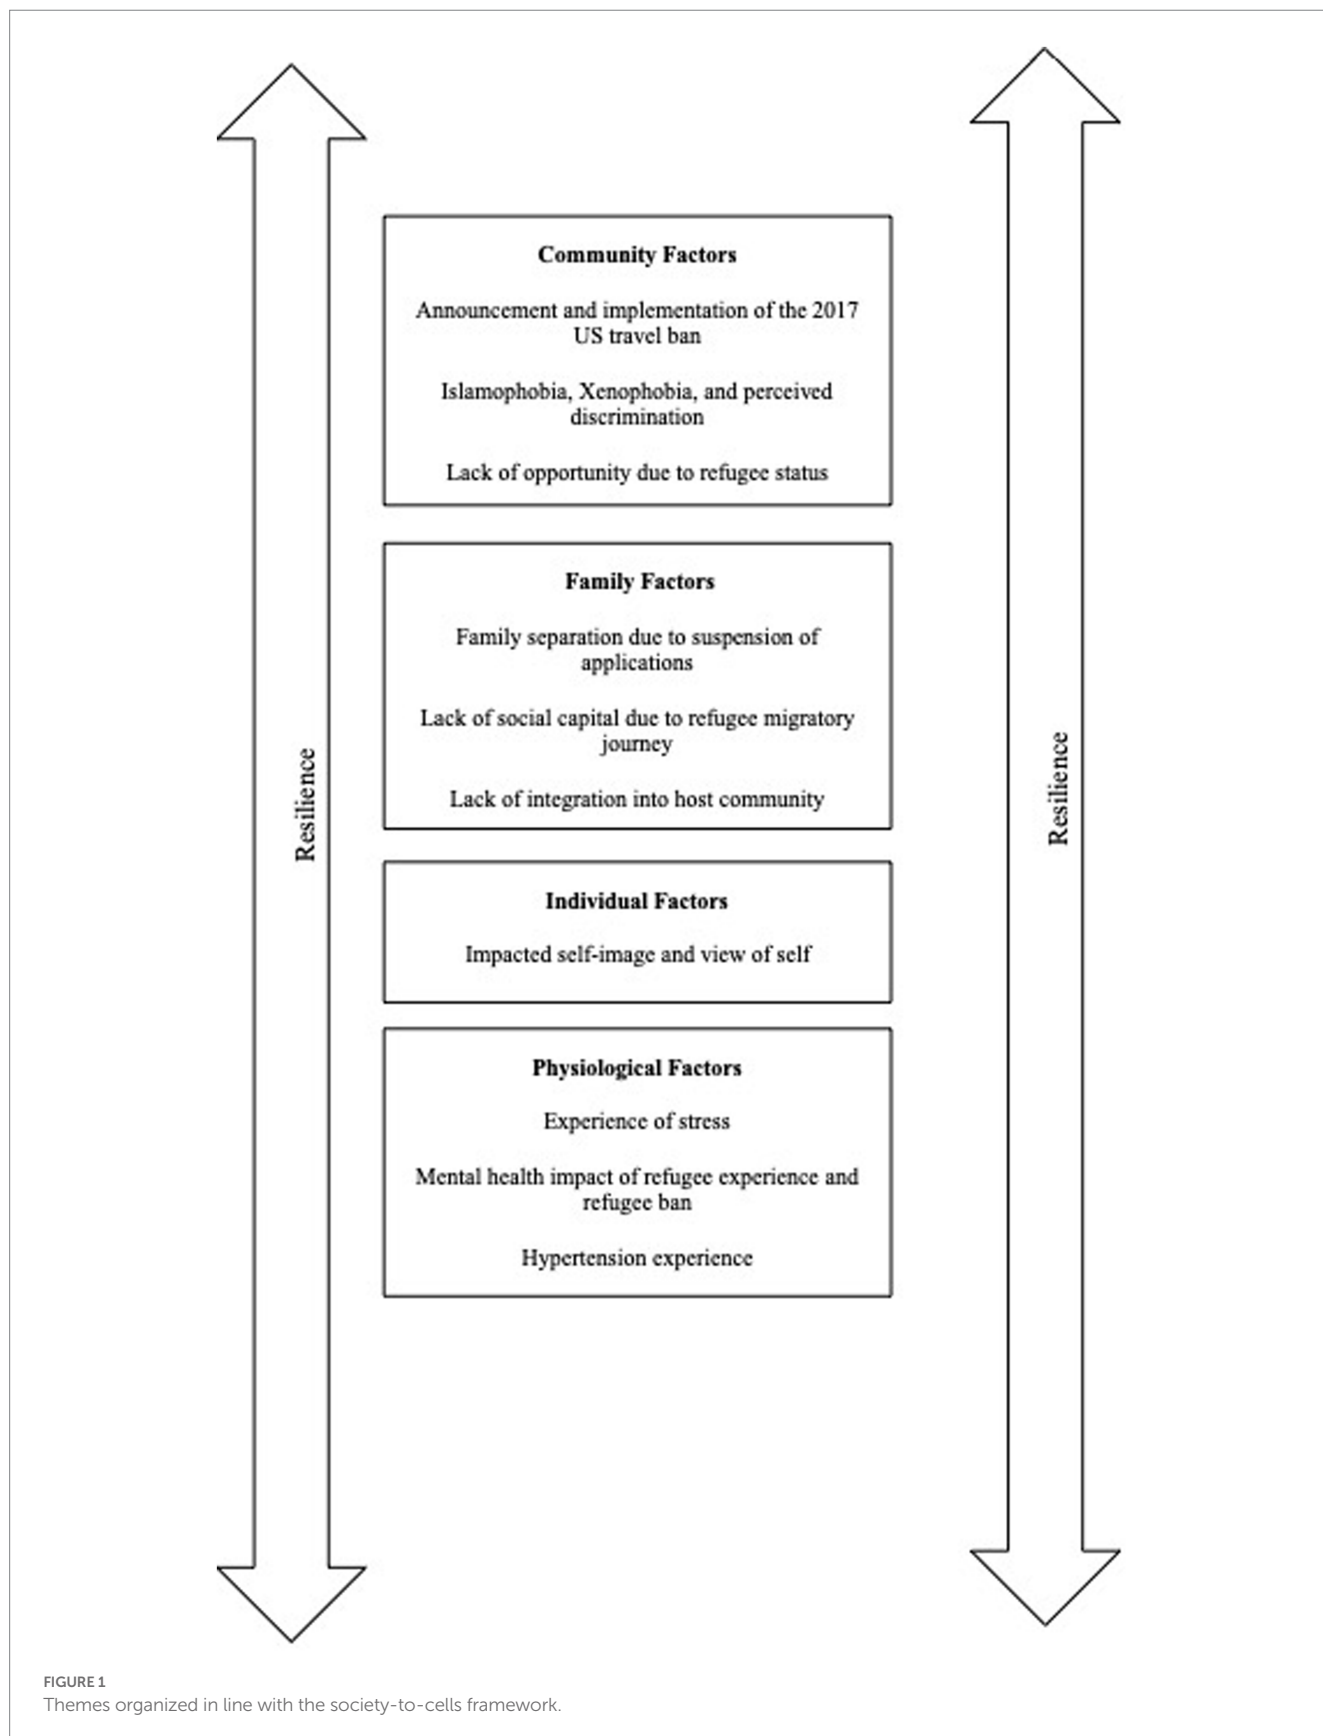 Community Factors
Announcement and implementation of the 2017
US travel ban
Islamophobia, Xenophobia, and perceived
discrimination
Lack of opportunity due to refugee status
Family Factors
Family separation due to suspension of
applications
Lack of social capital due to refugee migratory
journey
Lack of integration into host community
Individual Factors
Impacted self-image and view of self
Physiological Factors
Experience of stress
Mental health impact of refugee experience and
refugee ban
Hypertension experience
Resilience
Resilience
FIGURE 1
Themes organized in line with the society-to-cells framework.